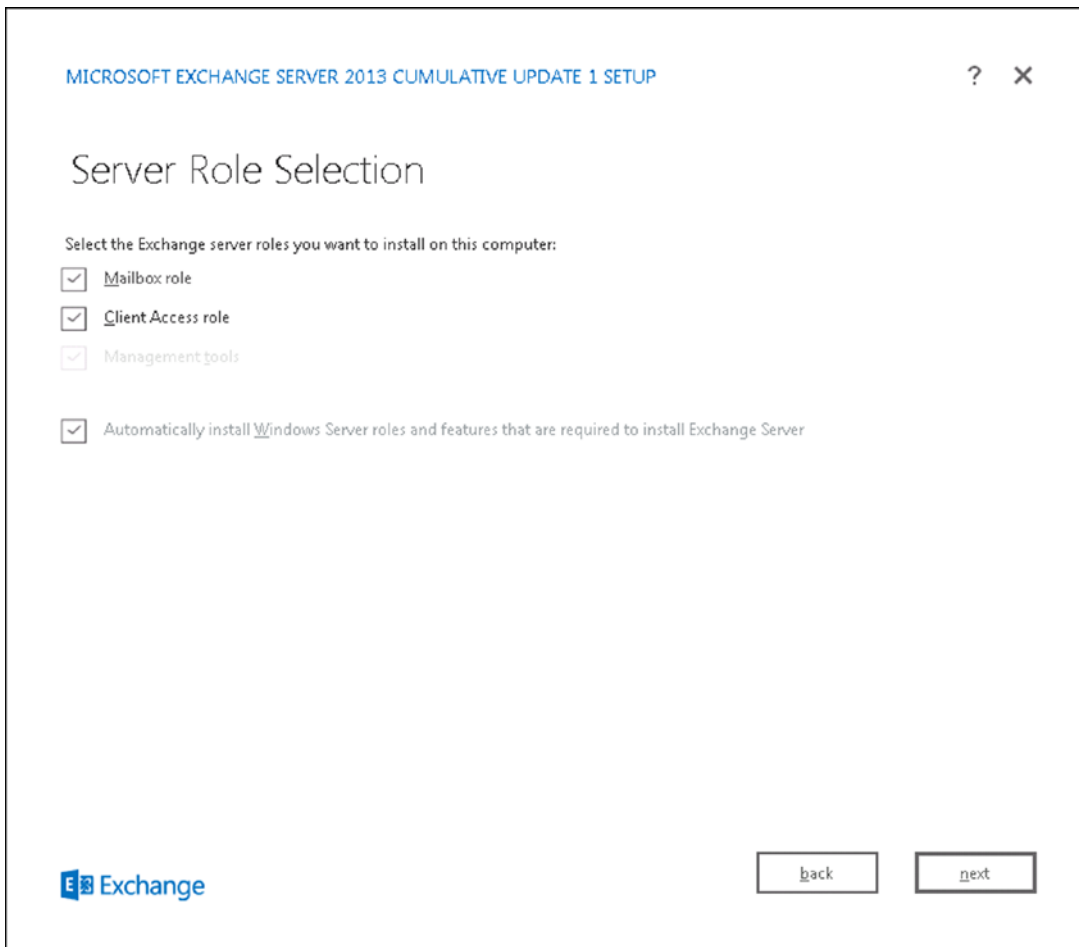 MICROSOFT EXCHANGE SERVER 2013 CUMULATIVE UPDATE 1 SETUP
?
Server Role Selection
Select the Exchange server roles you want to install on this computer:
Mailbox role
Client Access role
Management tools
Automatically install Windows Server roles and features that are required to install Exchange Server
E Exchange
back
next